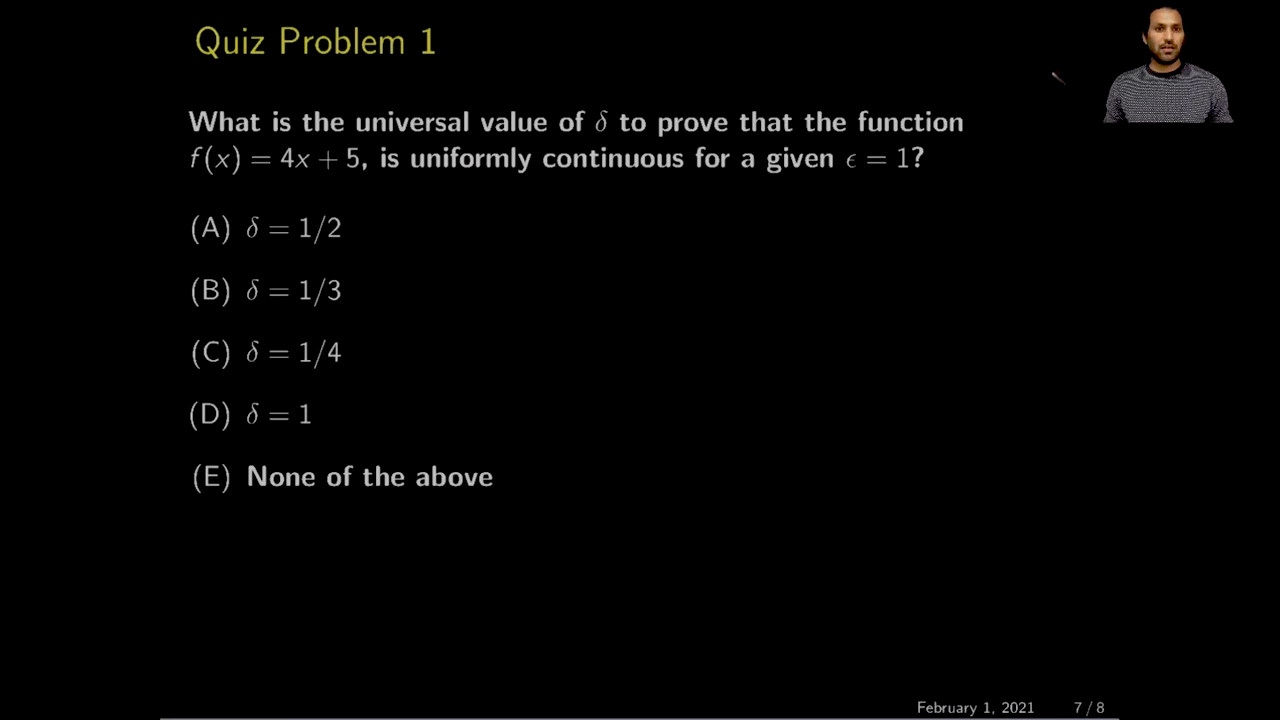 Quiz Problem 1
What is the universal value of δ to prove that the function
f(x) = 4x + 5, is uniformly continuous for a given ϵ = 1?
(A) δ = 1/2
(B) δ = 1/3
(C) δ = 1/4
(D) δ = 1
(E) None of the above
February 1, 2021 7 / 8